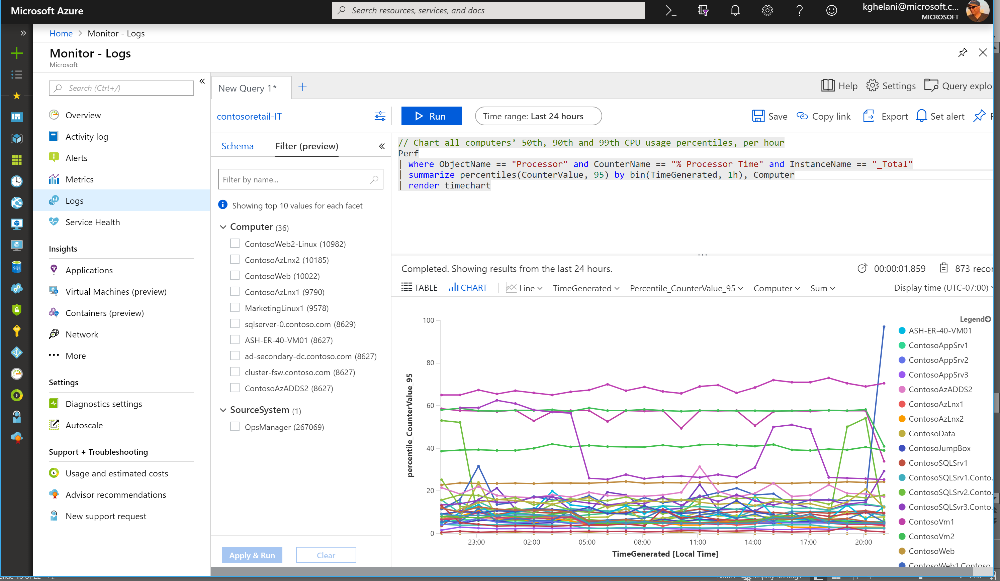 Microsoft Azure
Search resources, services, and docs
kghelani@microsoft.c...
MICROSOFT
Home > Monitor - Logs
Monitor - Logs
Microsoft
Search (Ctrl+/)
Overview
Activity log
Alerts
Metrics
Logs
Service Health
Insights
Applications
Virtual Machines (preview)
Containers (preview)
Network
More
Settings
Diagnostics settings
Autoscale
Support + Troubleshooting
Usage and estimated costs
Advisor recommendations
New support request
New Query 1*
Help
Settings
Query explo
contosoretail-IT
Run
Time range: Last 24 hours
Save
Copy link
Export
Set alert
Schema
Filter (preview)
Filter by name...
Showing top 10 values for each facet
Computer (36)
ContosoWeb2-Linux (10982)
ContosoAzLnx2 (10185)
ContosoWeb (10022)
ContosoAzLnx1 (9790)
MarketingLinux1 (9578)
sqlserver-0.contoso.com (8629)
ASH-ER-40-VM01 (8627)
ad-secondary-dc.contoso.com (8627)
cluster-fsw.contoso.com (8627)
ContosoAzADDS2 (8627)
SourceSystem (1)
OpsManager (267069)
Apply & Run
Clear
// Chart all computers’ 50th, 90th and 99th CPU usage percentiles, per hour
Perf
| where ObjectName == "Processor" and CounterName == "% Processor Time" and InstanceName == "_Total"
| summarize percentiles(CounterValue, 95) by bin(TimeGenerated, 1h), Computer
| render timechart
Completed. Showing results from the last 24 hours.
00:00:01.859
873 recor
TABLE
CHART
Line
TimeGenerated
Percentile_CounterValue_95
Computer
Sum
Display time (UTC-07:00)
100
80
60
40
20
0
percentile_CounterValue_95
23:00
02:00
05:00
08:00
11:00
14:00
17:00
20:00
TimeGenerated [Local Time]
Legend
ASH-ER-40-VM01
ContosoAppSrv1
ContosoAppSrv2
ContosoAppSrv3
ContosoAzADDS2
ContosoAzLnx1
ContosoAzLnx2
ContosoData
ContosoJumpBox
ContosoSQLSrv1
ContosoSQLSrv1.Conto.
ContosoSQLSrv2.Conto.
ContosoSQLSvr3.Conto.
ContosoVm1
ContosoVm2
ContosoWeb
ContosoWeb1.Contoso
Slide 16 of 22
Notes
Display Settings
94%